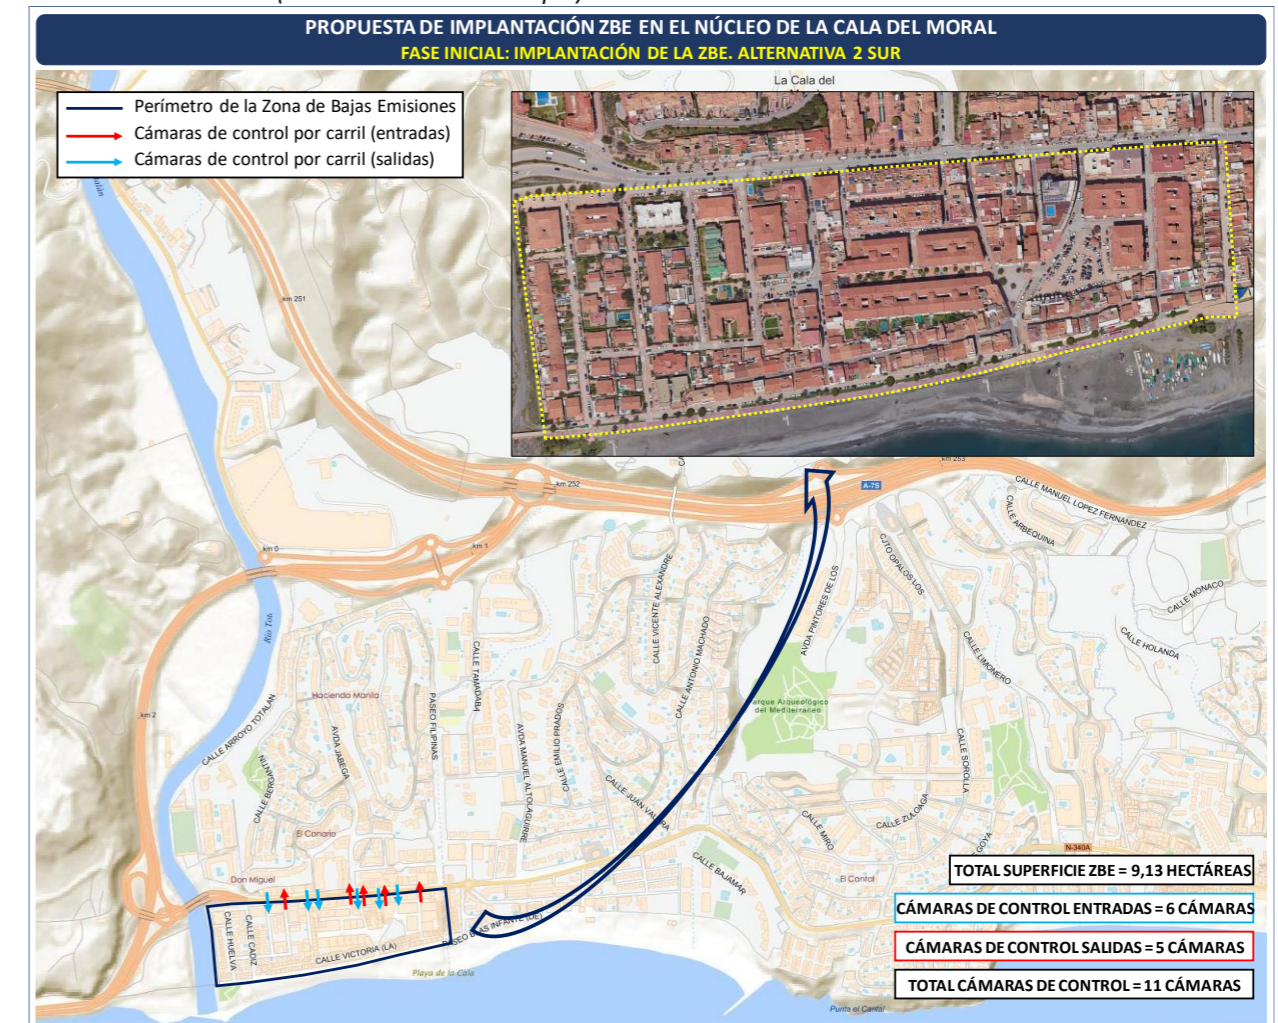 PROPUESTA DE IMPLANTACIÓN ZBE EN EL NÚCLEO DE LA CALA DEL MORAL
FASE INICIAL: IMPLANTACIÓN DE LA ZBE. ALTERNATIVA 2 SUR
La Cala del
Perímetro de la Zona de Bajas Emisiones
Cámaras de control por carril (entradas)
Cámaras de control por carril (salidas)
km 251
km 252
km 253
A-7S
CALLE MANUEL LOPEZ FERNANDEZ
CALLE ARBEQUINA
km 0
km 1
CJTO OPALOS LOS
CALLE VICENTE ALEXANDRE
AVDA PINTORES DE LOS
CALLE MONACO
CALLE HOLANDA
CALLE LIMONERO
CALLE ANTONIO MACHADO
CALLE TAMADABA
Hacienda Manila
PASEO FILIPINAS
Parque Arqueológico
del Mediterraneo
km 2
CALLE ARROYO TOTALAN
AVDA JABEGA
CALLE EMILIO PRADOS
AVDA MANUEL ALTOLAGUIRRE
CALLE BERGANTIN
CALLE JUAN VALERA
CALLE SOROLLA
CALLE ZULOAGA
CALLE MIRO
El Canario
N-340A
Don Miguel
CALLE BAJAMAR
El Cantal
TOTAL SUPERFICIE ZBE = 9,13 HECTÁREAS
CÁMARAS DE CONTROL ENTRADAS = 6 CÁMARAS
CALLE HUELVA
CALLE CADIZ
CALLE VICTORIA (LA)
PASEO BLAS INFANTE (DE)
CÁMARAS DE CONTROL SALIDAS = 5 CÁMARAS
Playa de la Cala
TOTAL CÁMARAS DE CONTROL = 11 CÁMARAS
Punta el Cantal